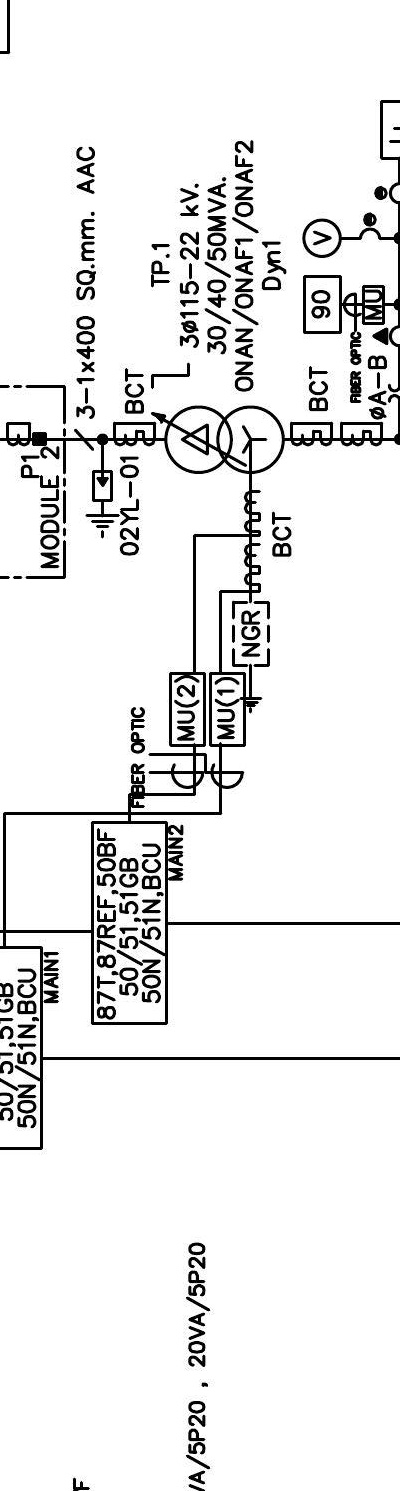 3-1x400 SQ.mm. AAC
TP.1
3ø115-22 kV.
30/40/50MVA.
ONAN/ONAF1/ONAF2
Dyn1
V
90
FIBER OPTIC
MU
BCT
øA-B
BCT
P1
2
MODULE
02YL-01
BCT
NGR
MU(2)
MU(1)
FIBER OPTIC
87T,87REF,50BF
50/51,51GB
50N/51N,BCU
MAIN2
50/51,51GB
50N/51N,BCU
MAIN1
VA/5P20 , 20VA/5P20
F